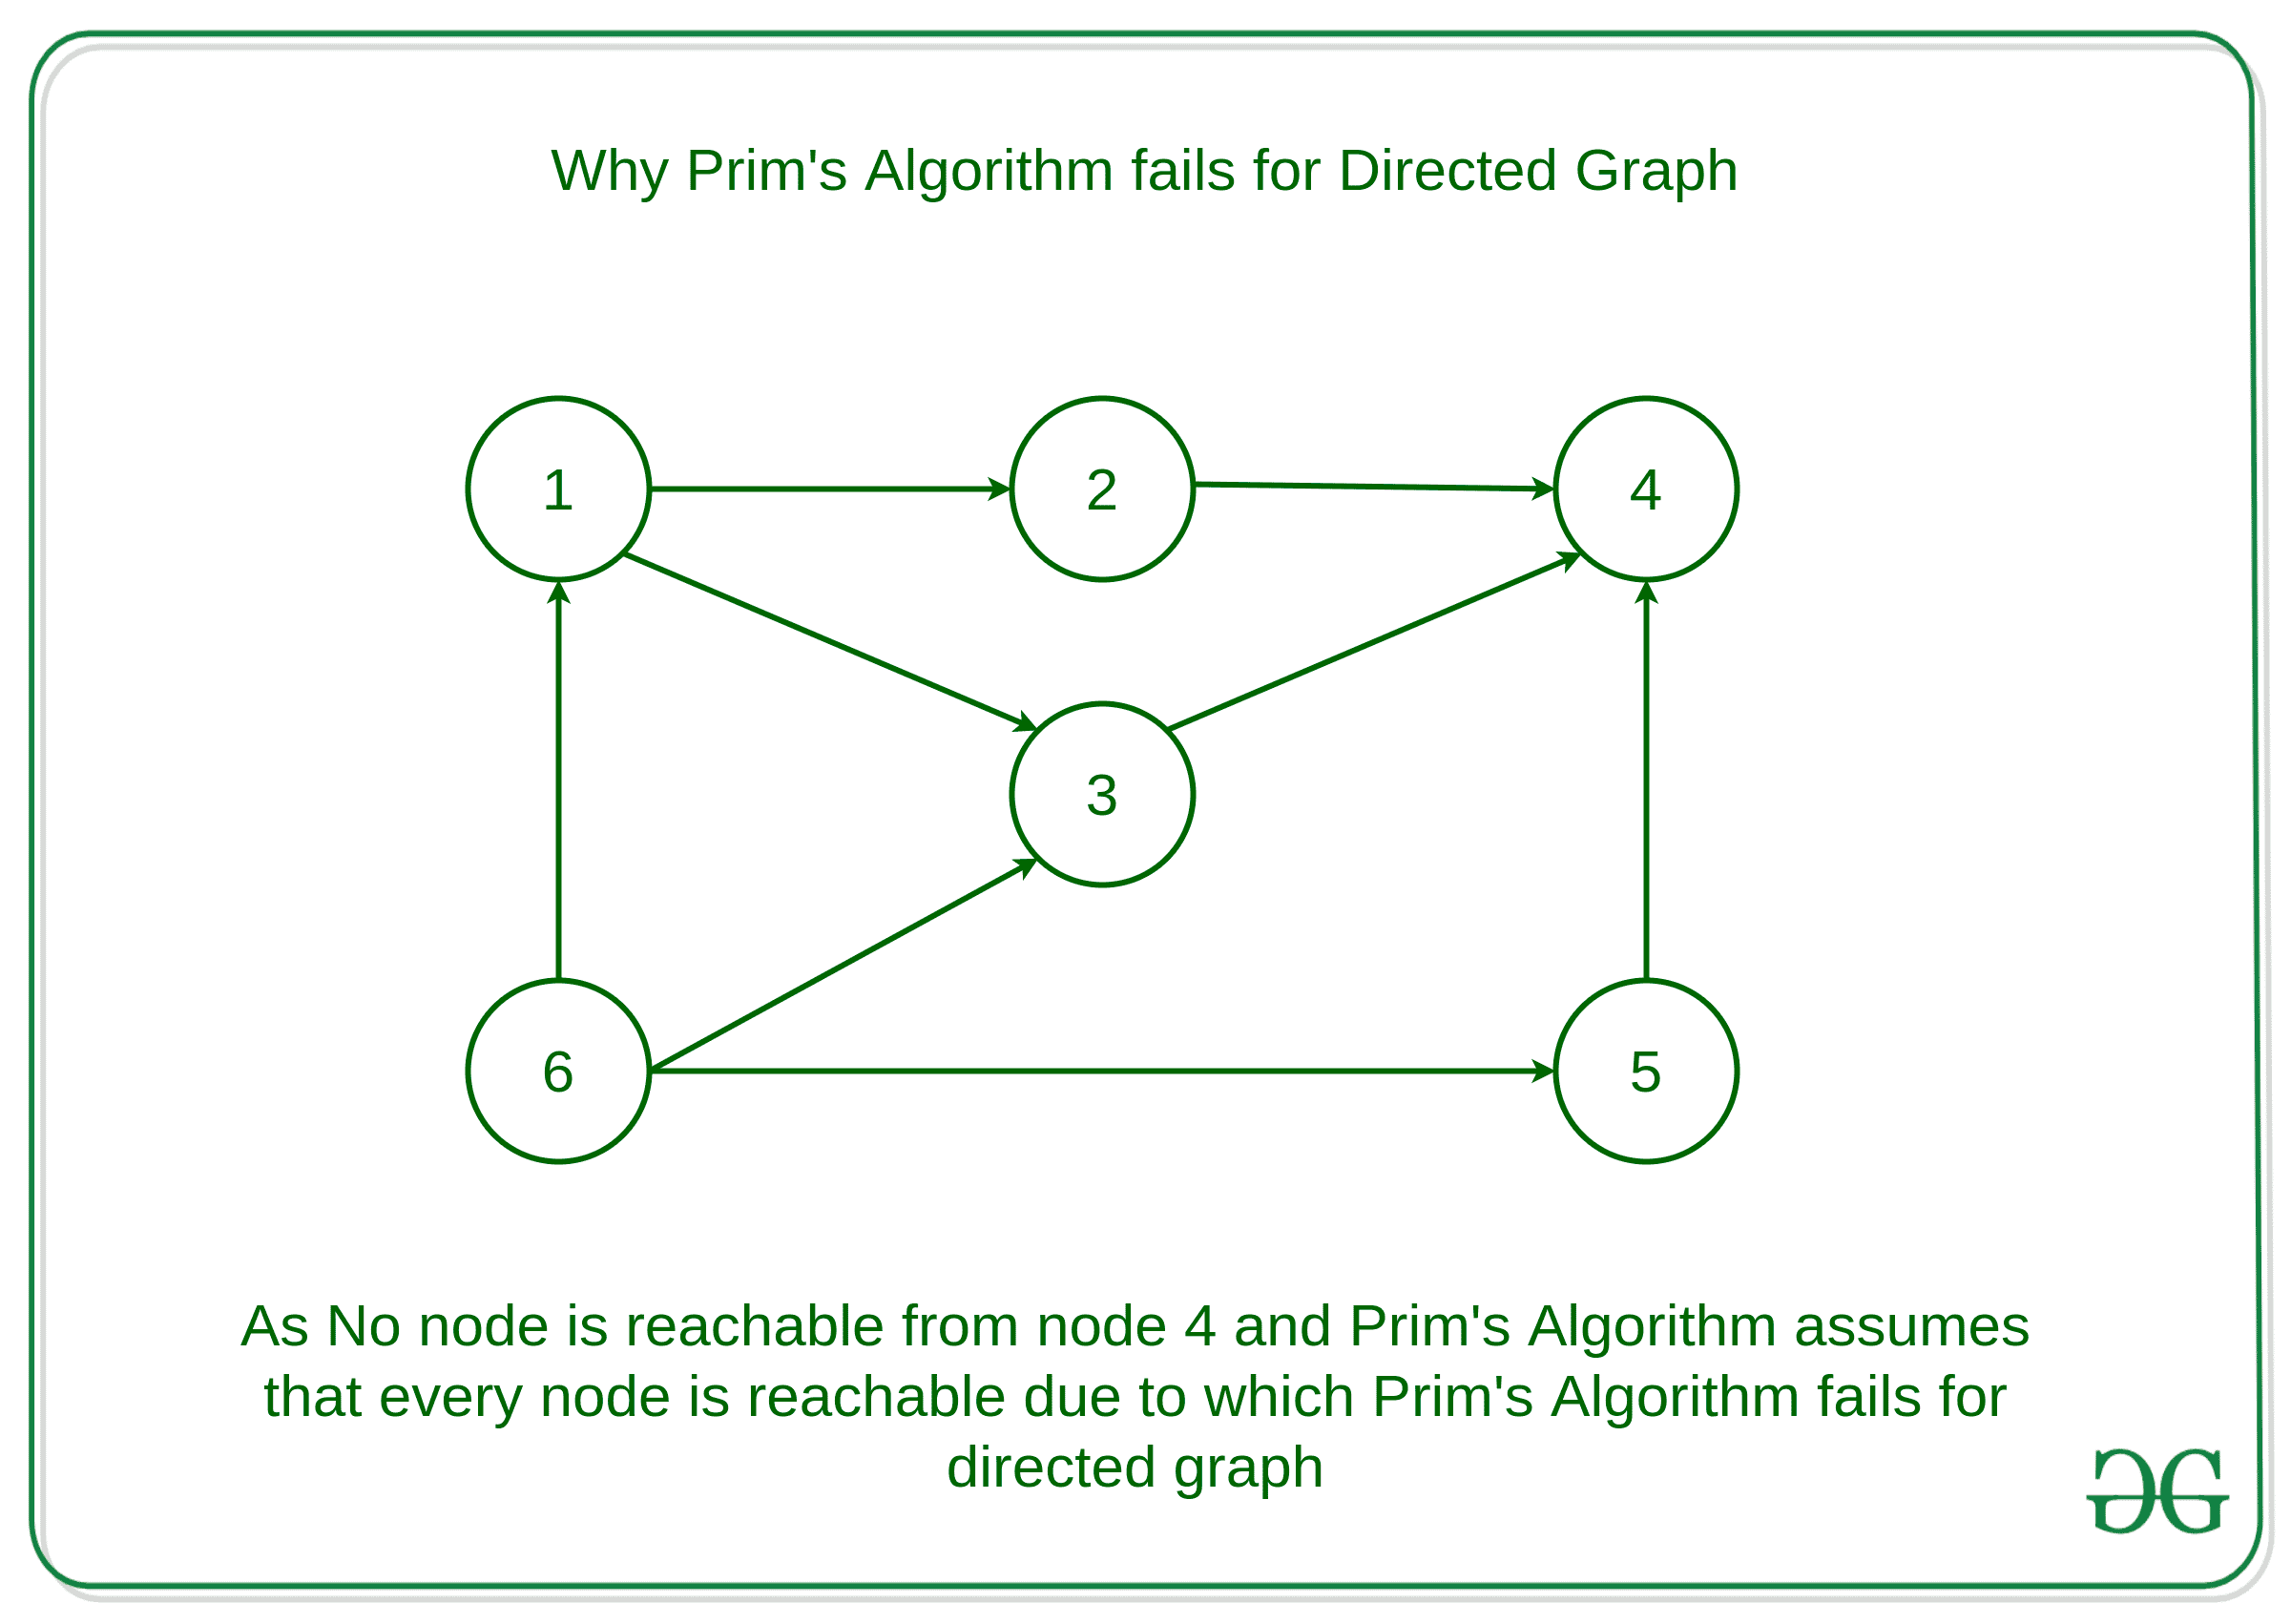 Why Prim's Algorithm fails for Directed Graph
1
2
4
3
6
5
As No node is reachable from node 4 and Prim's Algorithm assumes
that every node is reachable due to which Prim's Algorithm fails for
directed graph